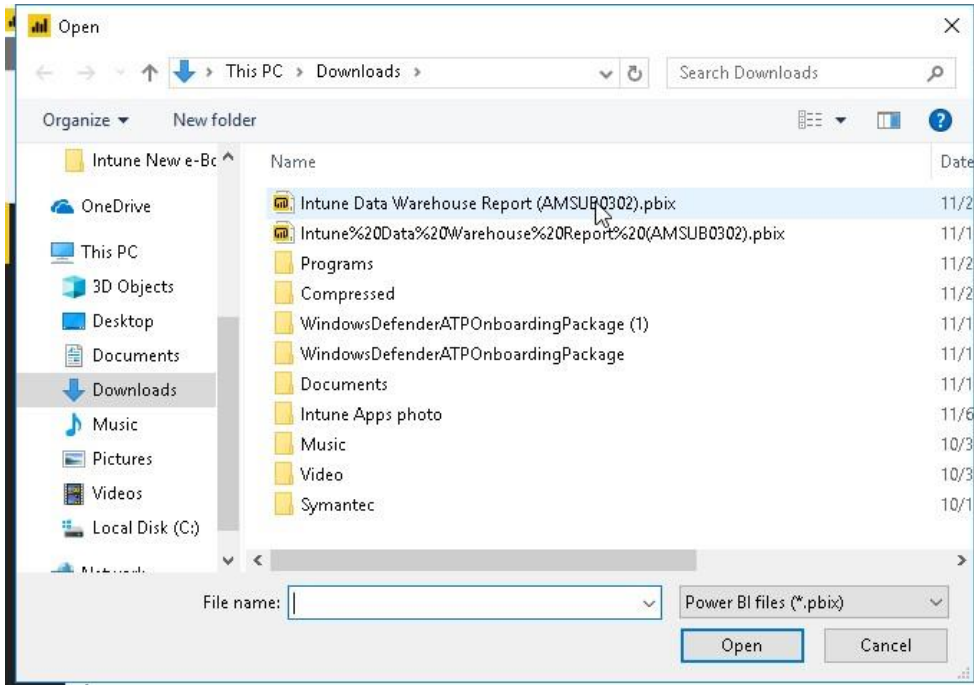 Open
This PC > Downloads >
Search Downloads
Organize
New folder
Intune New e-Bo
OneDrive
This PC
3D Objects
Desktop
Documents
Downloads
Music
Pictures
Videos
Local Disk (C:)
Name
Date
Intune Data Warehouse Report (AMSUB0302).pbix 11/2
Intune%20Data%20Warehouse%20Report%20(AMSUB0302).pbix 11/1
Programs 11/2
Compressed 11/2
WindowsDefenderATPOnboardingPackage (1) 11/1
WindowsDefenderATPOnboardingPackage 11/1
Documents 11/1
Intune Apps photo 11/6
Music 10/3
Video 10/3
Symantec 10/1
File name:
Power BI files (*.pbix)
Open
Cancel